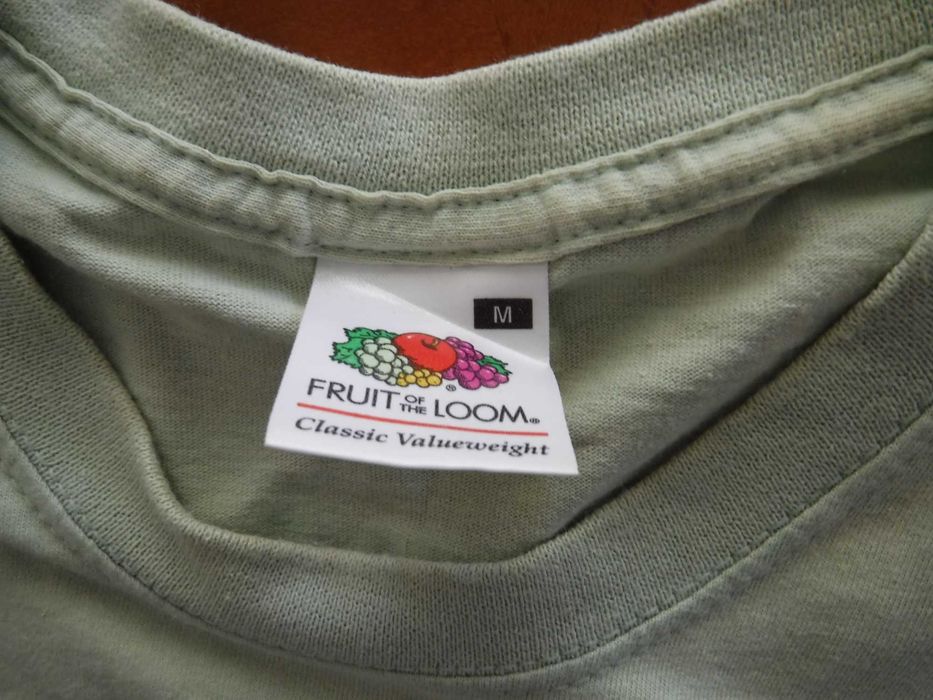 M
FRUIT OF THE LOOM®
Classic Valueweight